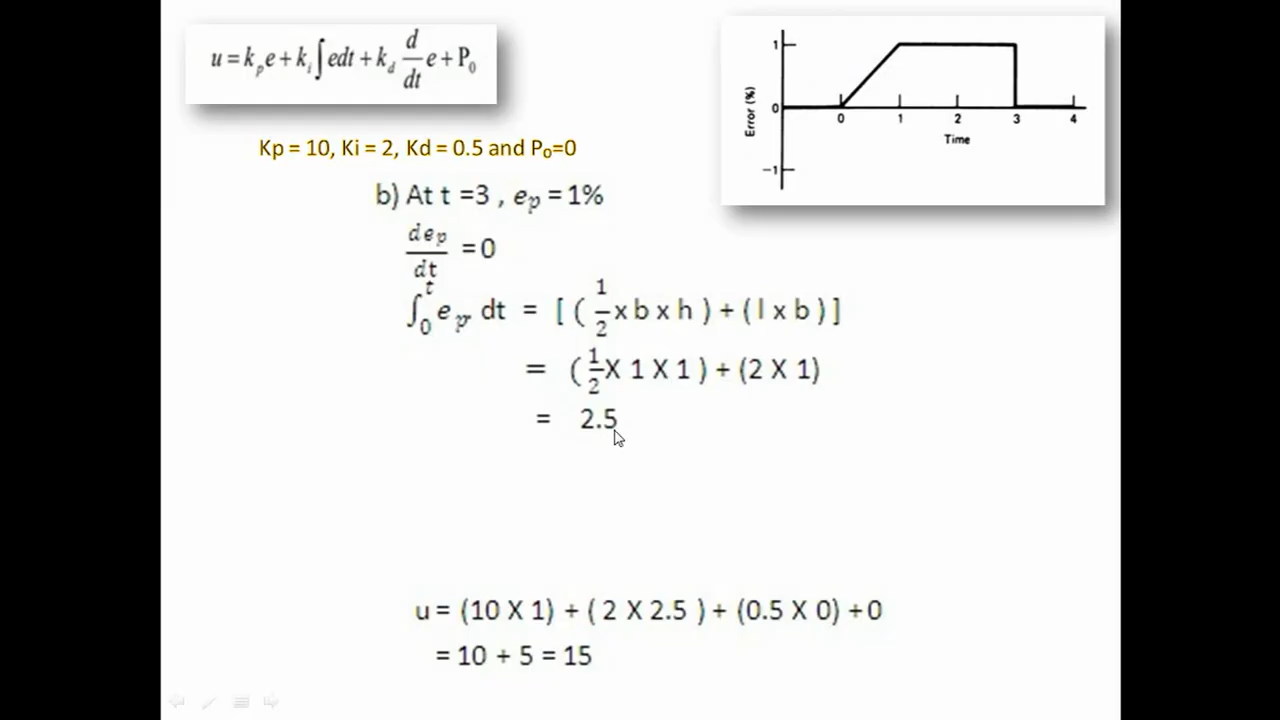 u = k_p e + k_i ∫ edt + k_d d/dt e + P_0
Kp = 10, Ki = 2, Kd = 0.5 and P₀=0
1
0
−1
Error (%)
0 1 2 3 4
Time
b) At t =3 , e_p = 1%
de_p/dt = 0
∫_0^t e_p dt = [ ( 1/2 x b x h ) + ( l x b ) ]
= ( 1/2 X 1 X 1 ) + (2 X 1)
= 2.5
u = (10 X 1) + ( 2 X 2.5 ) + (0.5 X 0) + 0
= 10 + 5 = 15